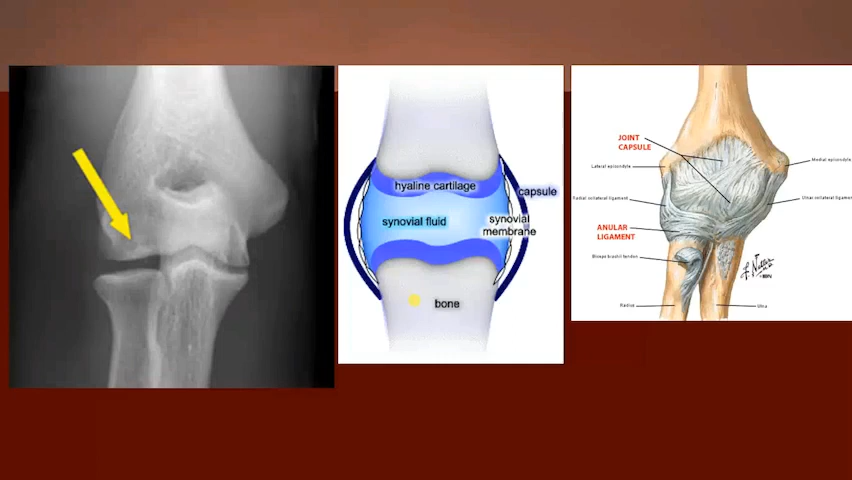 hyaline cartilage
capsule
synovial fluid
synovial
membrane
bone
JOINT
CAPSULE
Lateral epicondyle
Medial epicondyle
Radial collateral ligament
Ulnar collateral ligament
ANULAR
LIGAMENT
Biceps brachii tendon
Radius
Ulna